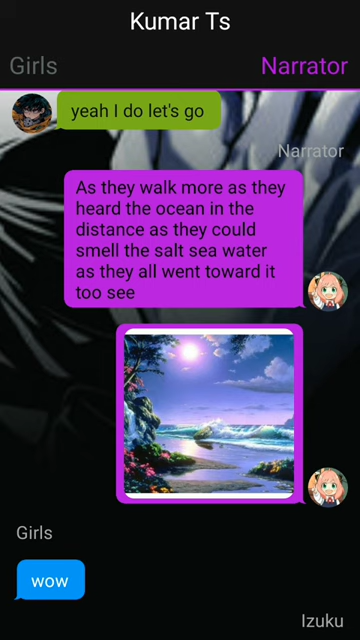 Kumar Ts
Girls
Narrator
yeah I do let's go
Narrator
As they walk more as they
heard the ocean in the
distance as they could
smell the salt sea water
as they all went toward it
too see
Girls
wow
Izuku